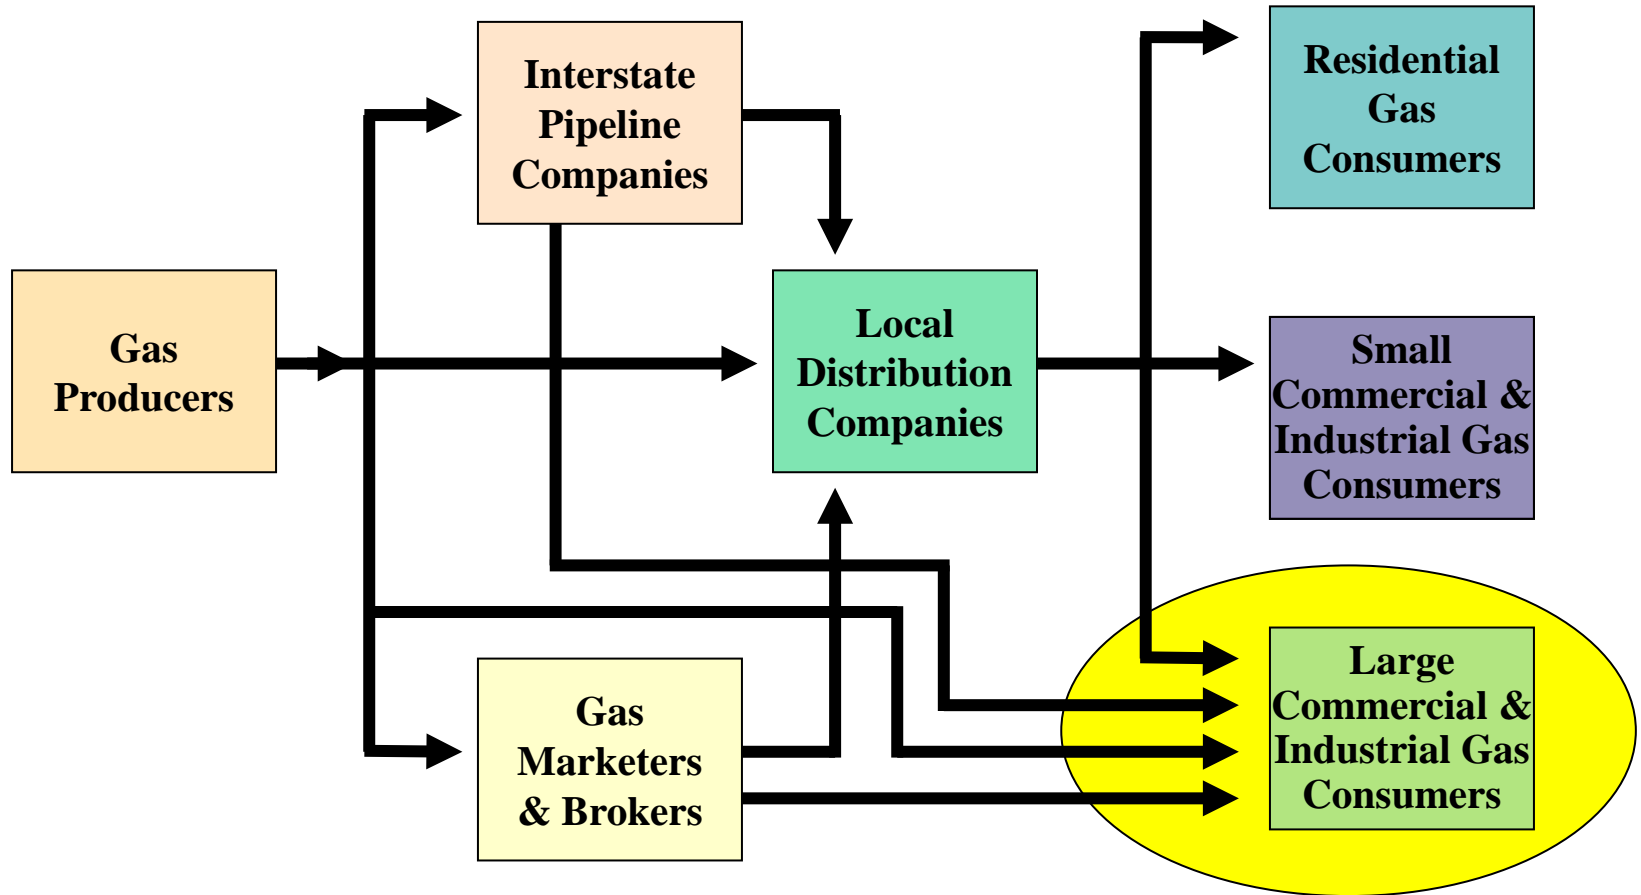 Interstate
Pipeline
Companies
Residential
Gas
Consumers
Gas
Producers
Local
Distribution
Companies
Small
Commercial &
Industrial Gas
Consumers
Gas
Marketers
& Brokers
Large
Commercial &
Industrial Gas
Consumers